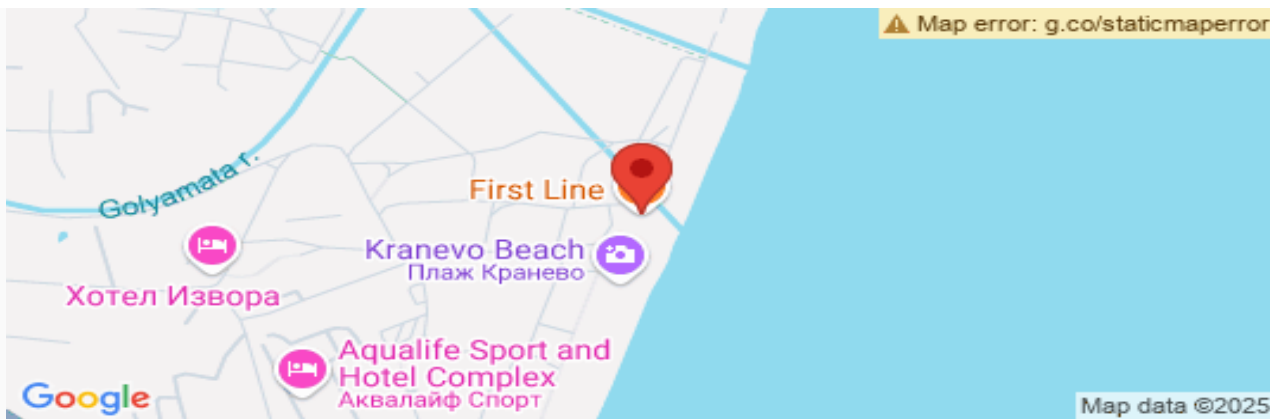 Map error: g.co/staticmaperror
Golyamata r.
First Line
Kranevo Beach
Плаж Кранево
Хотел Извора
Aqualife Sport and
Hotel Complex
Аквалайф Спорт
Google
Map data ©2025